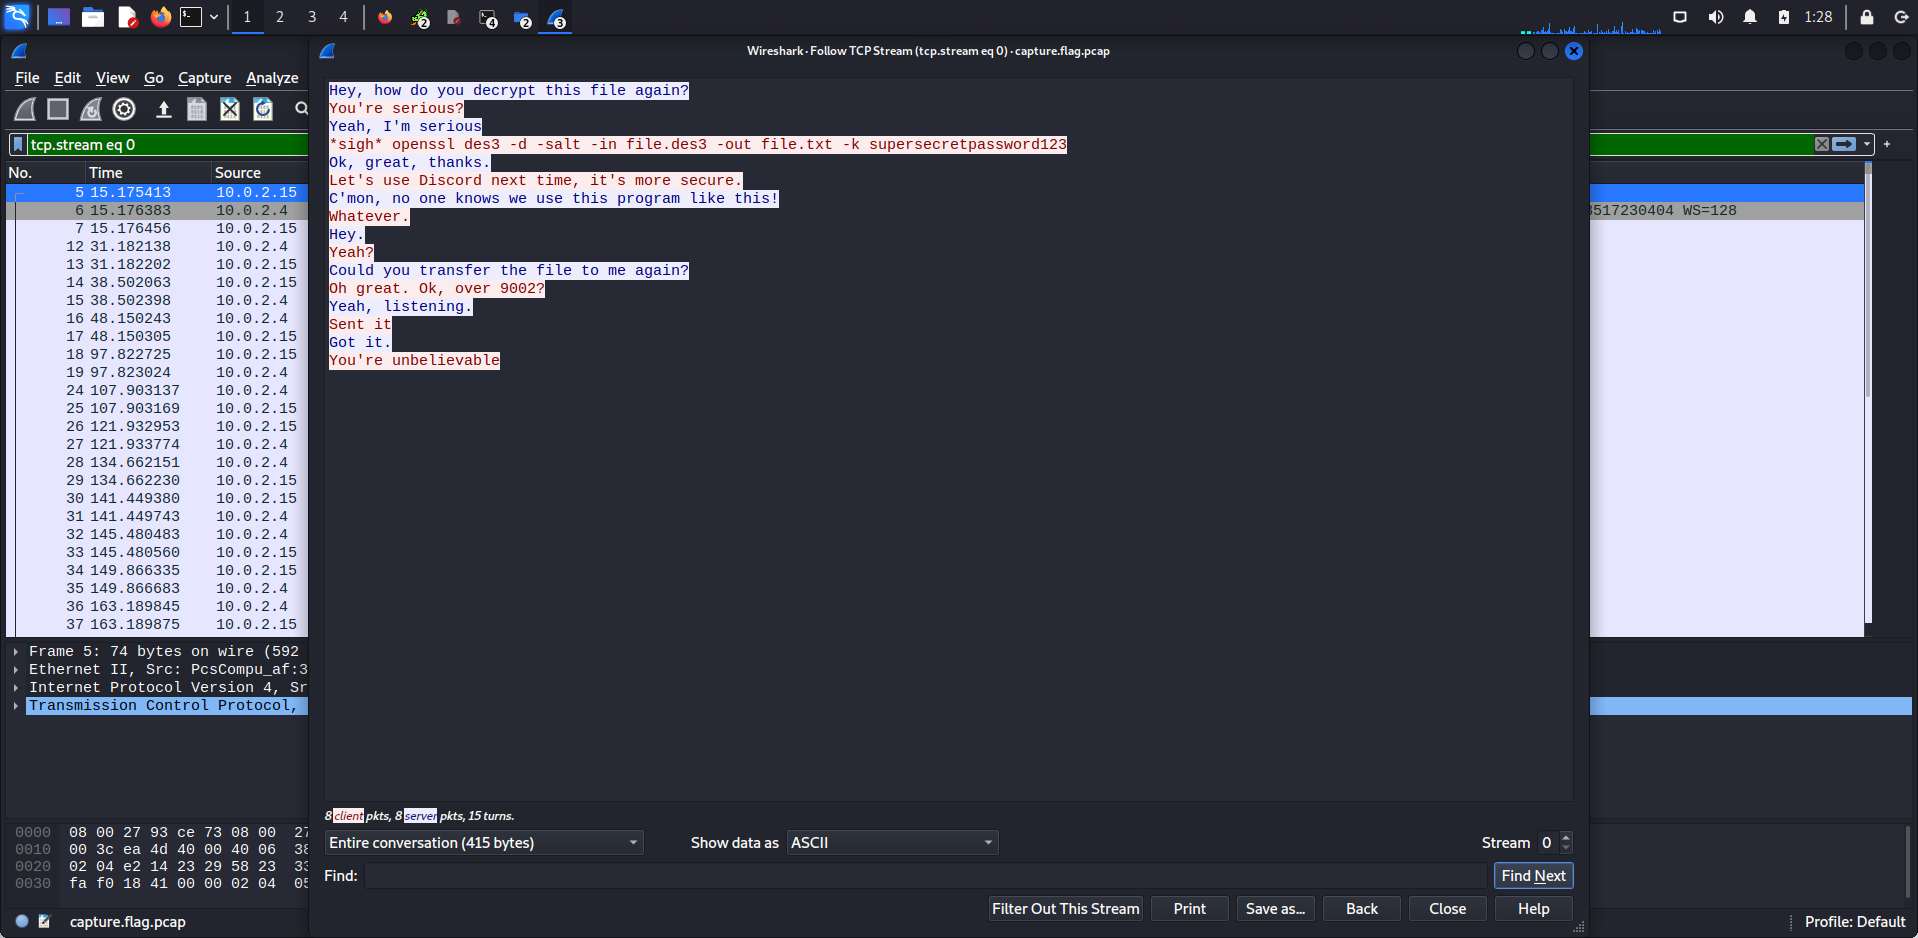 1 2 3 4 2 4 2 3 1:28
Wireshark · Follow TCP Stream (tcp.stream eq 0) · capture.flag.pcap
File Edit View Go Capture Analyze
tcp.stream eq 0
+
No. Time Source
5 15.175413 10.0.2.15
6 15.176383 10.0.2.4
517230404 WS=128
7 15.176456 10.0.2.15
12 31.182138 10.0.2.4
13 31.182202 10.0.2.15
14 38.502063 10.0.2.15
15 38.502398 10.0.2.4
16 48.150243 10.0.2.4
17 48.150305 10.0.2.15
18 97.822725 10.0.2.15
19 97.823024 10.0.2.4
24 107.903137 10.0.2.4
25 107.903169 10.0.2.15
26 121.932953 10.0.2.15
27 121.933774 10.0.2.4
28 134.662151 10.0.2.4
29 134.662230 10.0.2.15
30 141.449380 10.0.2.15
31 141.449743 10.0.2.4
32 145.480483 10.0.2.4
33 145.480560 10.0.2.15
34 149.866335 10.0.2.15
35 149.866683 10.0.2.4
36 163.189845 10.0.2.4
37 163.189875 10.0.2.15
Frame 5: 74 bytes on wire (592
Ethernet II, Src: PcsCompu_af:3
Internet Protocol Version 4, Sr
Transmission Control Protocol,
0000 08 00 27 93 ce 73 08 00 27
0010 00 3c ea 4d 40 00 40 06 38
0020 02 04 e2 14 23 29 58 23 33
0030 fa f0 18 41 00 00 02 04 05
capture.flag.pcap
Hey, how do you decrypt this file again?
You're serious?
Yeah, I'm serious
*sigh* openssl des3 -d -salt -in file.des3 -out file.txt -k supersecretpassword123
Ok, great, thanks.
Let's use Discord next time, it's more secure.
C'mon, no one knows we use this program like this!
Whatever.
Hey.
Yeah?
Could you transfer the file to me again?
Oh great. Ok, over 9002?
Yeah, listening.
Sent it
Got it.
You're unbelievable
8 client pkts, 8 server pkts, 15 turns.
Entire conversation (415 bytes) Show data as ASCII Stream 0
Find: Find Next
Filter Out This Stream Print Save as... Back Close Help
Profile: Default